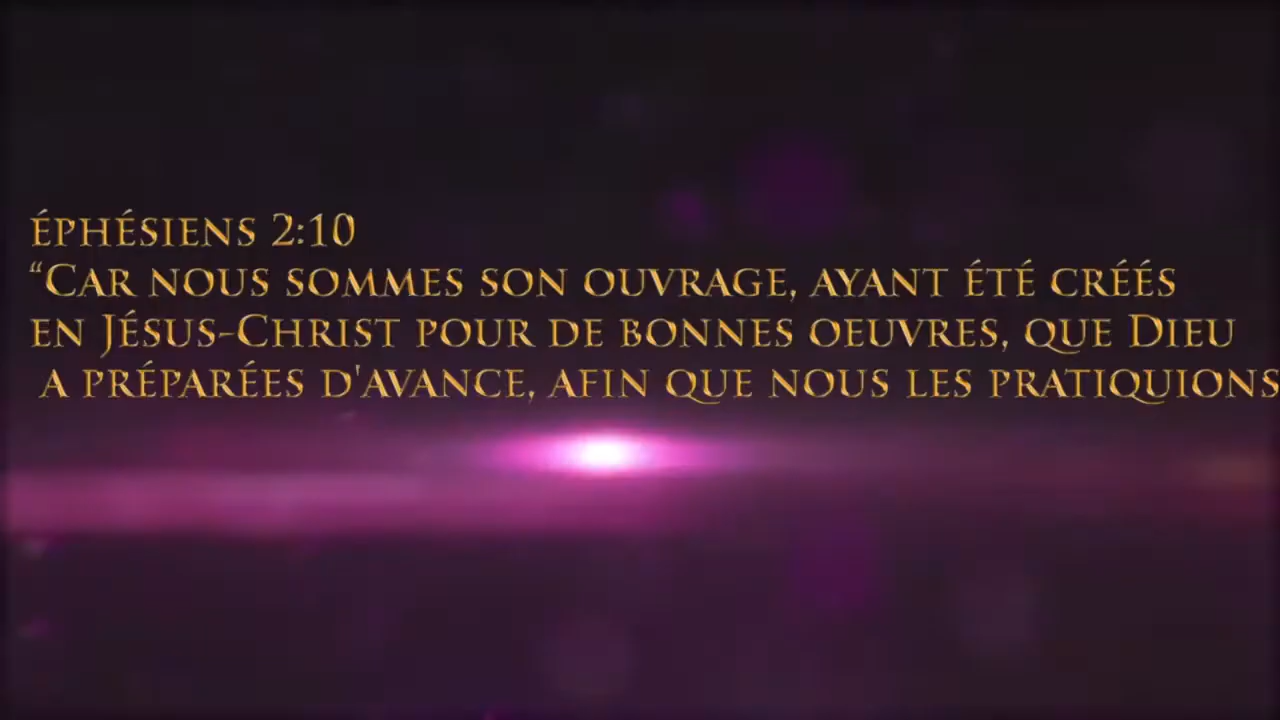 éphésiens 2:10
“Car nous sommes son ouvrage, ayant été créés
en Jésus-Christ pour de bonnes oeuvres, que Dieu
a préparées d'avance, afin que nous les pratiquions